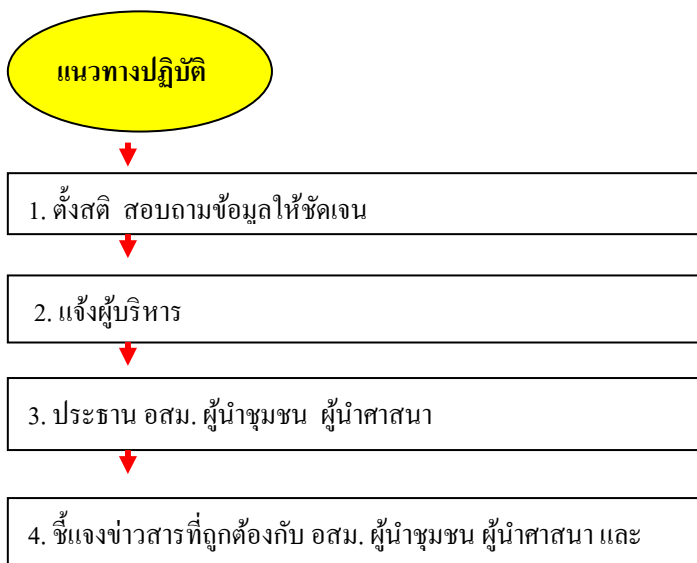 แนวทางปฏิบัติ
1. ตั้งสติ สอบถามข้อมูลให้ชัดเจน
2. แจ้งผู้บริหาร
3. ประธาน อสม. ผู้นำชุมชน ผู้นำศาสนา
4. ชี้แจงข่าวสารที่ถูกต้องกับ อสม. ผู้นำชุมชน ผู้นำศาสนา และ